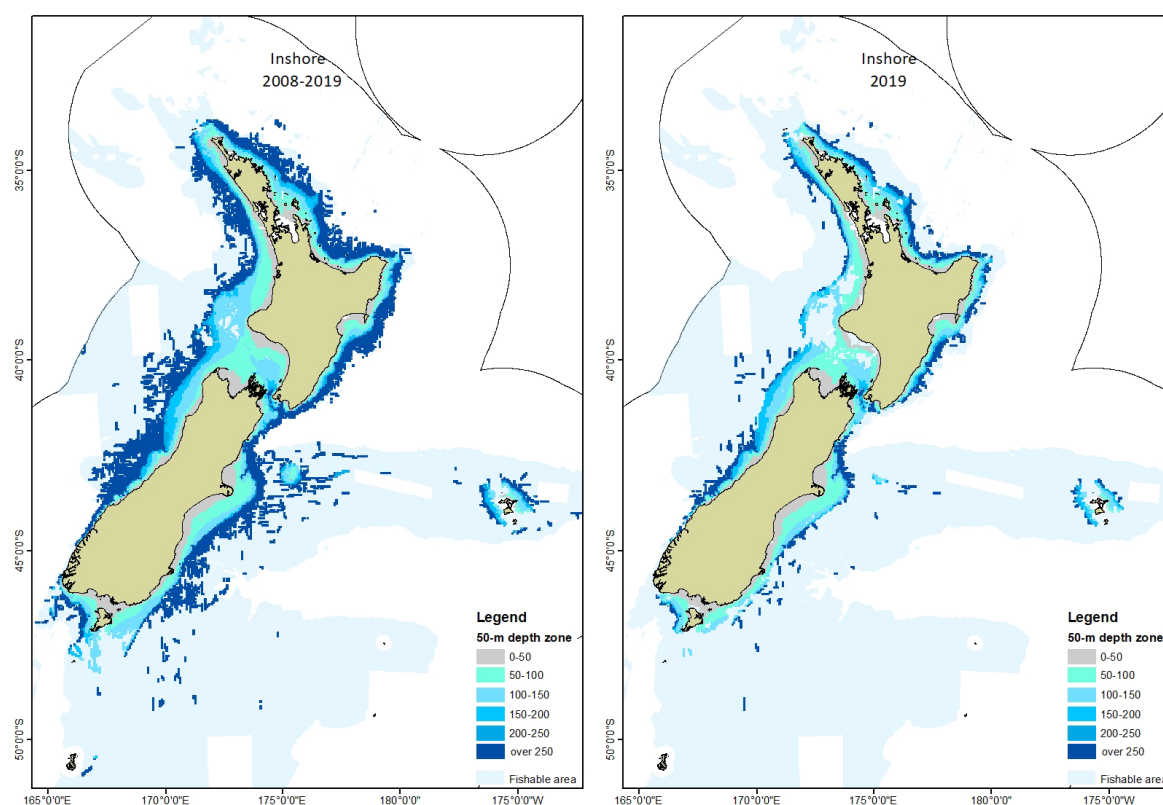 Inshore
2008-2019
35°0'0"S
40°0'0"S
45°0'0"S
50°0'0"S
Legend
50-m depth zone
0-50
50-100
100-150
150-200
200-250
over 250
Fishable area
165°0'0"E
170°0'0"E
175°0'0"E
180°0'0"
175°0'0"W
Inshore
2019
35°0'0"S
40°0'0"S
45°0'0"S
50°0'0"S
Legend
50-m depth zone
0-50
50-100
100-150
150-200
200-250
over 250
Fishable area
165°0'0"E
170°0'0"E
175°0'0"E
180°0'0"
175°0'0"W